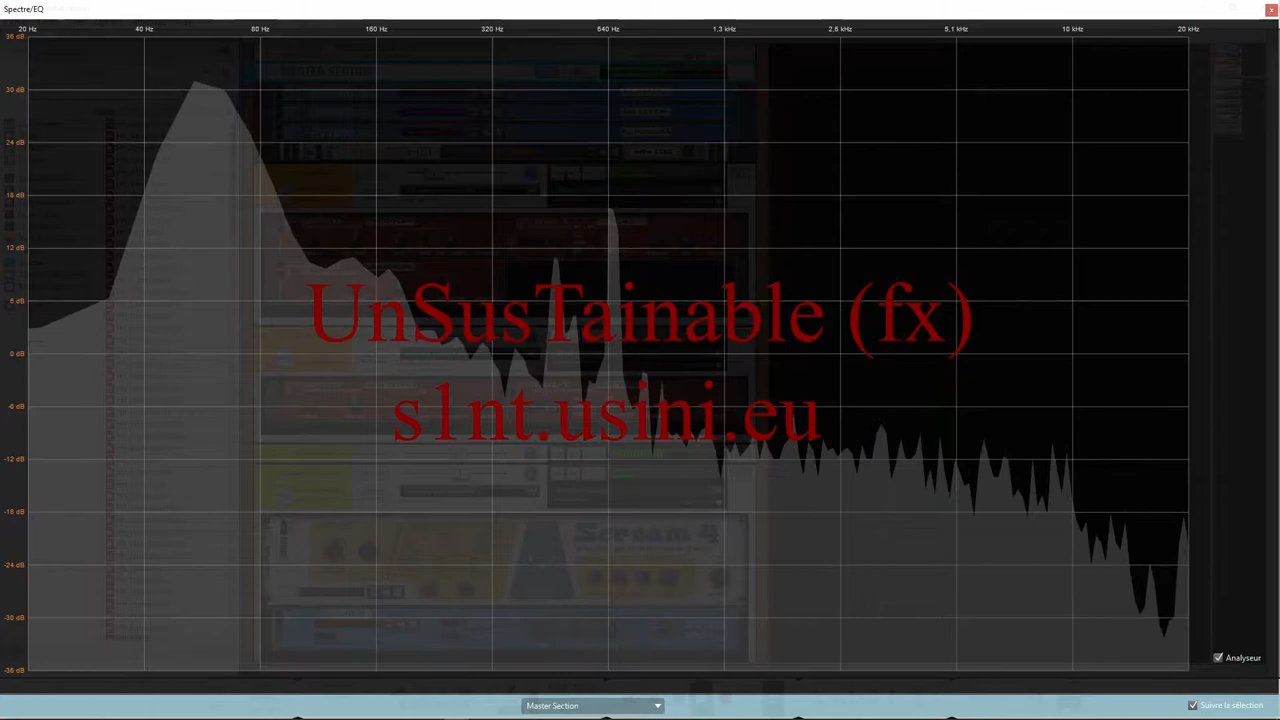 Spectre/EQ
20 Hz 40 Hz 80 Hz 160 Hz 320 Hz 640 Hz 1,3 kHz 2,6 kHz 5,1 kHz 10 kHz 20 kHz
36 dB
30 dB
24 dB
18 dB
12 dB
6 dB
0 dB
-6 dB
-12 dB
-18 dB
-24 dB
-30 dB
-36 dB
UnSusTainable (fx)
s1nt.usini.eu
Scream 4
Analyseur
Master Section
Suivre la sélection